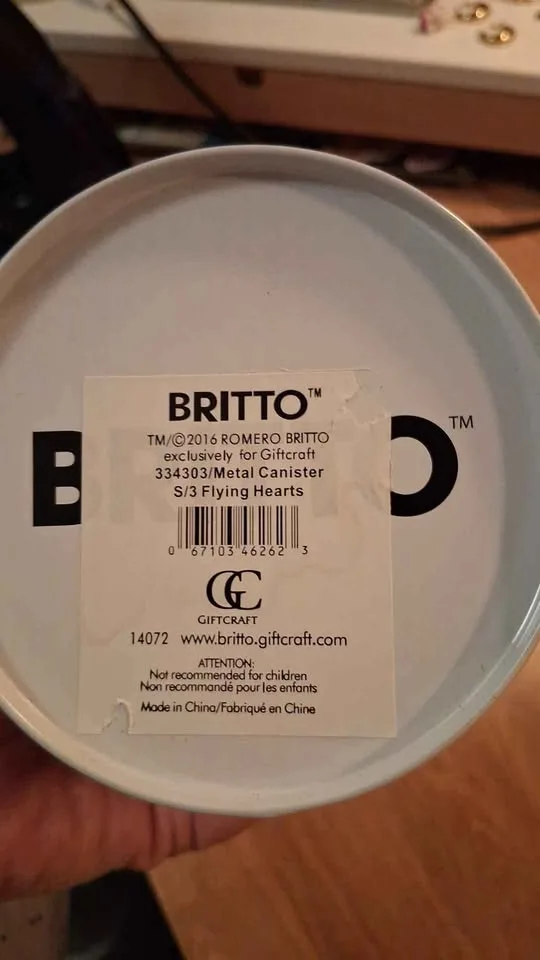 BRITTO™
TM/©2016 ROMERO BRITTO
exclusively for Giftcraft
334303/Metal Canister
S/3 Flying Hearts
0 67103 46262 3
GC
GIFTCRAFT
14072 www.britto.giftcraft.com
ATTENTION:
Not recommended for children
Non recommandé pour les enfants
Made in China/Fabriqué en Chine
BRITTO™